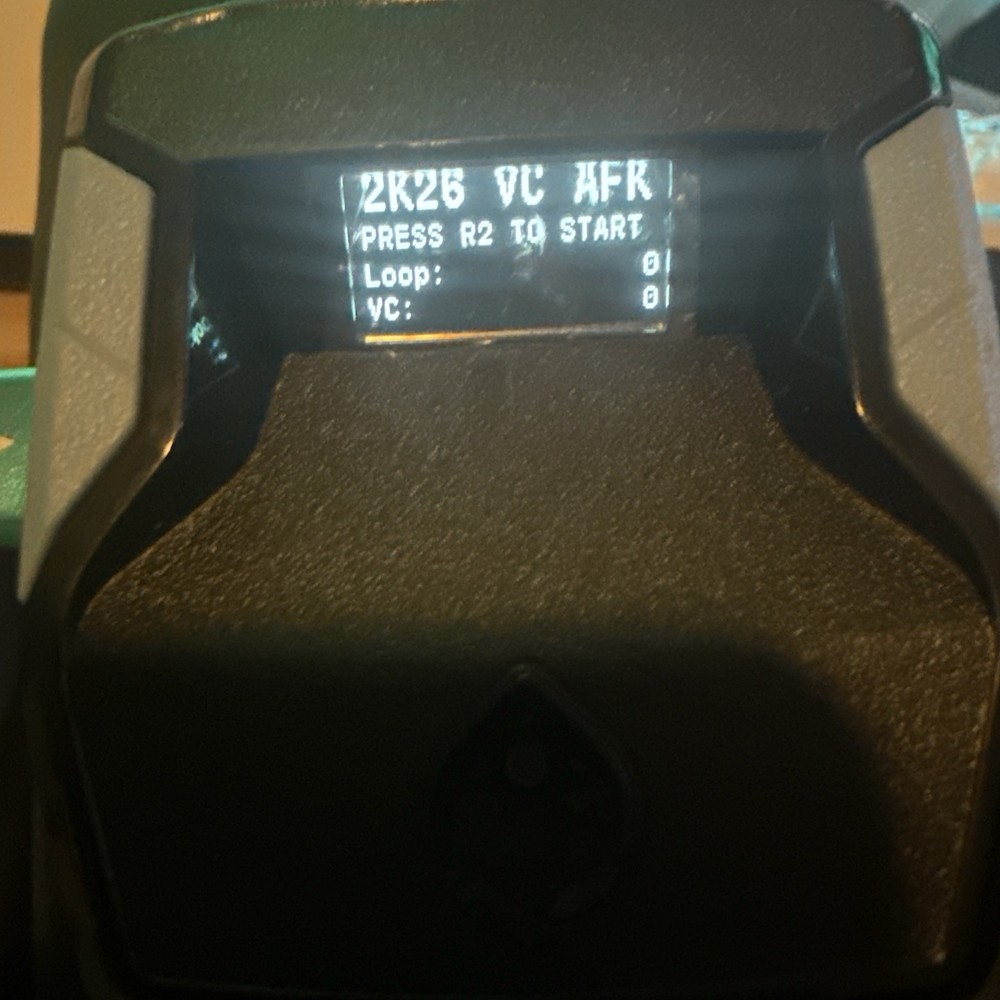 2K26 VC AFK
PRESS R2 TO START
Loop: 0
VC: 0